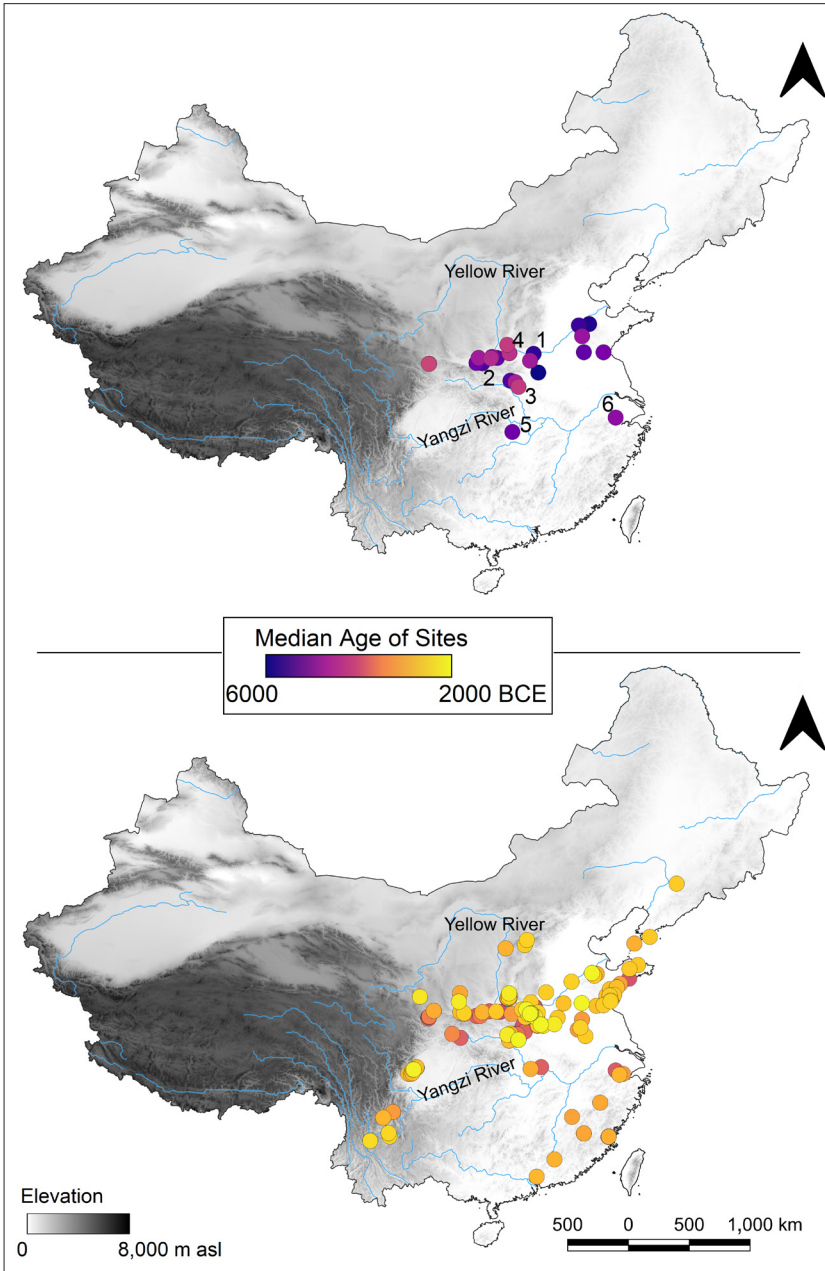 Yellow River
4
1
2
3
6
5
Yangzi River
Median Age of Sites
6000
2000 BCE
Yellow River
Yangzi River
Elevation
0
8,000 m asl
500
0
500
1,000 km